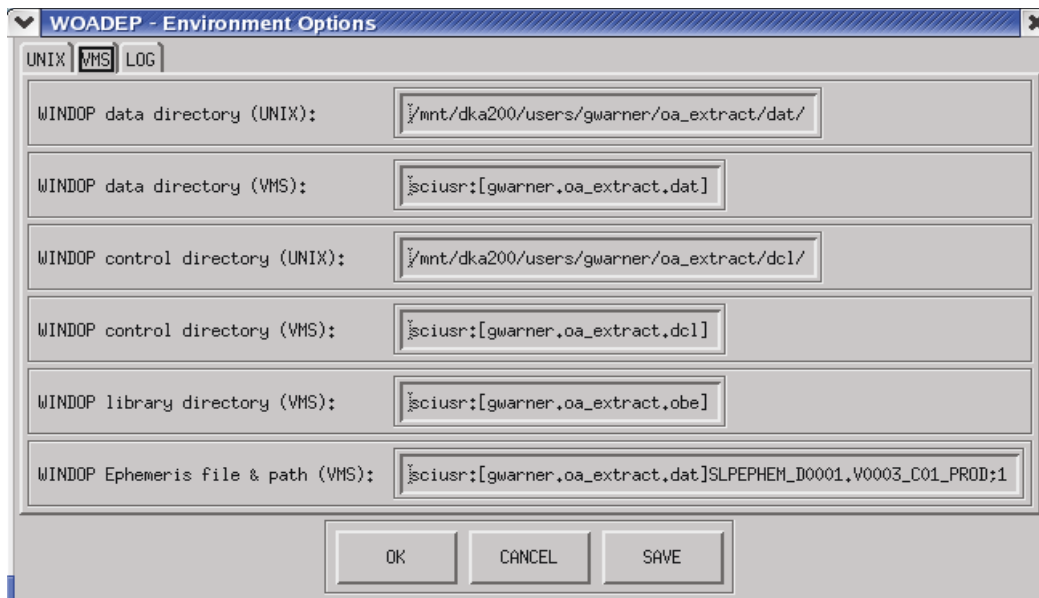 WOADEP - Environment Options
UNIX VMS LOG
WINDOP data directory (UNIX): /mnt/dka200/users/gwarner/oa_extract/dat/
WINDOP data directory (VMS): sciusr:[gwarner.oa_extract.dat]
WINDOP control directory (UNIX): /mnt/dka200/users/gwarner/oa_extract/dcl/
WINDOP control directory (VMS): sciusr:[gwarner.oa_extract.dcl]
WINDOP library directory (VMS): sciusr:[gwarner.oa_extract.obe]
WINDOP Ephemeris file & path (VMS): sciusr:[gwarner.oa_extract.dat]SLPEPHEM_D0001.V0003_C01_PROD;1
OK CANCEL SAVE